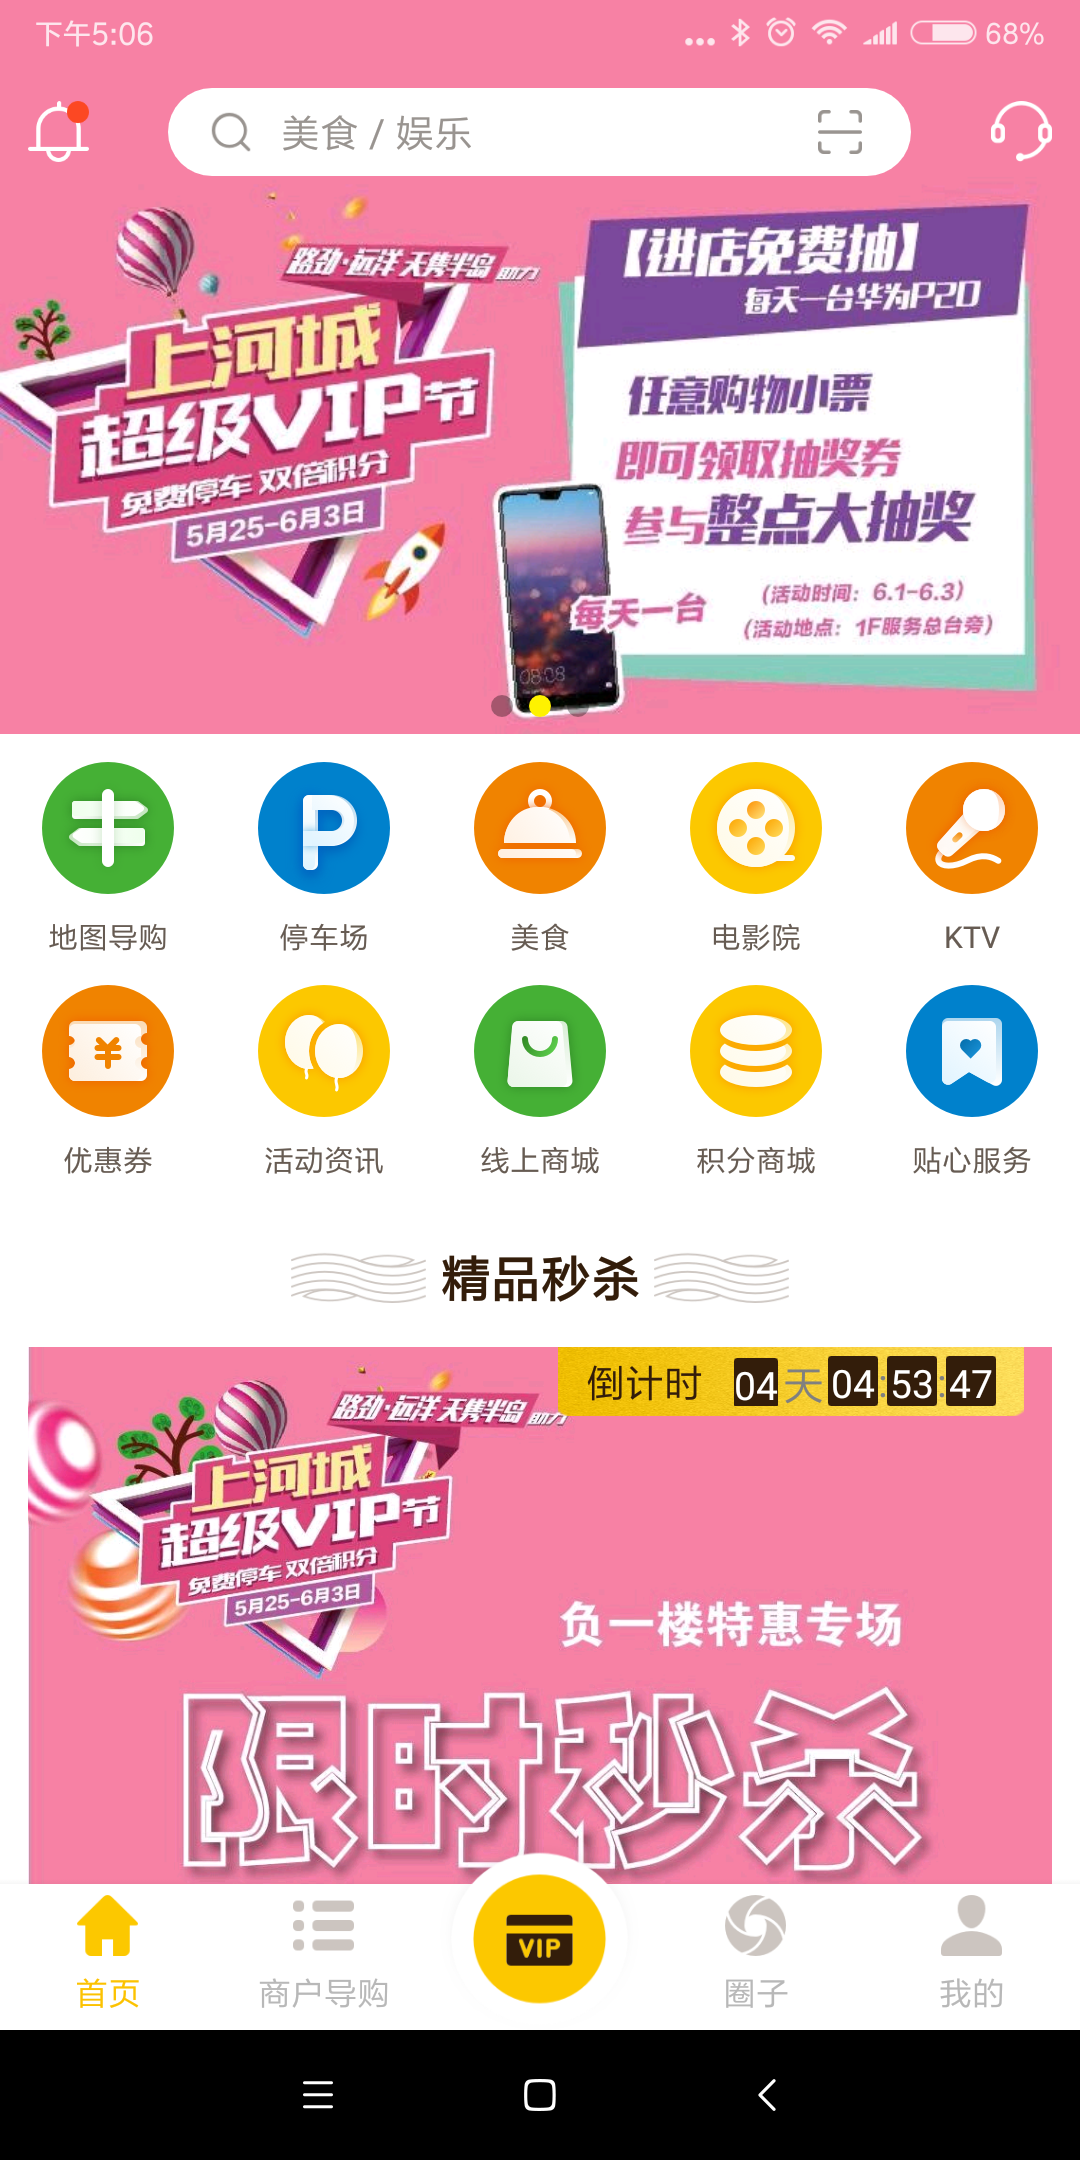 下午5:06
68%
美食 / 娱乐
路劲·远洋 天隽半岛 助力
上河城
超级VIP节
免费停车 双倍积分
5月25-6月3日
【进店免费抽】
每天一台华为P20
任意购物小票
即可领取抽奖券
参与整点大抽奖
每天一台
(活动时间：6.1-6.3)
(活动地点：1F服务总台旁)
08:08
地图导购
停车场
美食
电影院
KTV
优惠券
活动资讯
线上商城
积分商城
贴心服务
精品秒杀
倒计时 04天04:53:47
路劲·远洋 天隽半岛 助力
上河城
超级VIP节
免费停车 双倍积分
5月25-6月3日
负一楼特惠专场
限时秒杀
首页
商户导购
VIP
圈子
我的